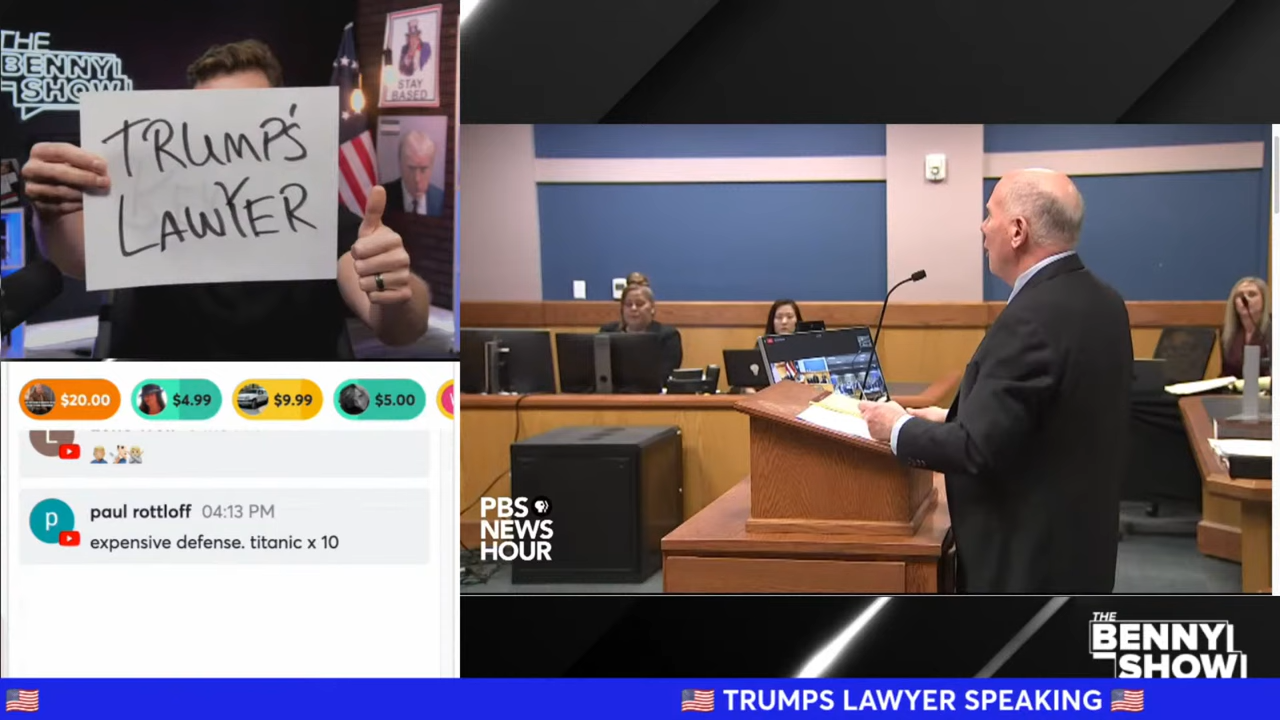 THE
BENNY
SHOW
STAY
BASED
TRUMP'S
LAWYER
$20.00
$4.99
$9.99
$5.00
L
paul rottloff 04:13 PM
expensive defense. titanic x 10
p
PBS
NEWS
HOUR
THE
BENNY
SHOW
TRUMPS LAWYER SPEAKING